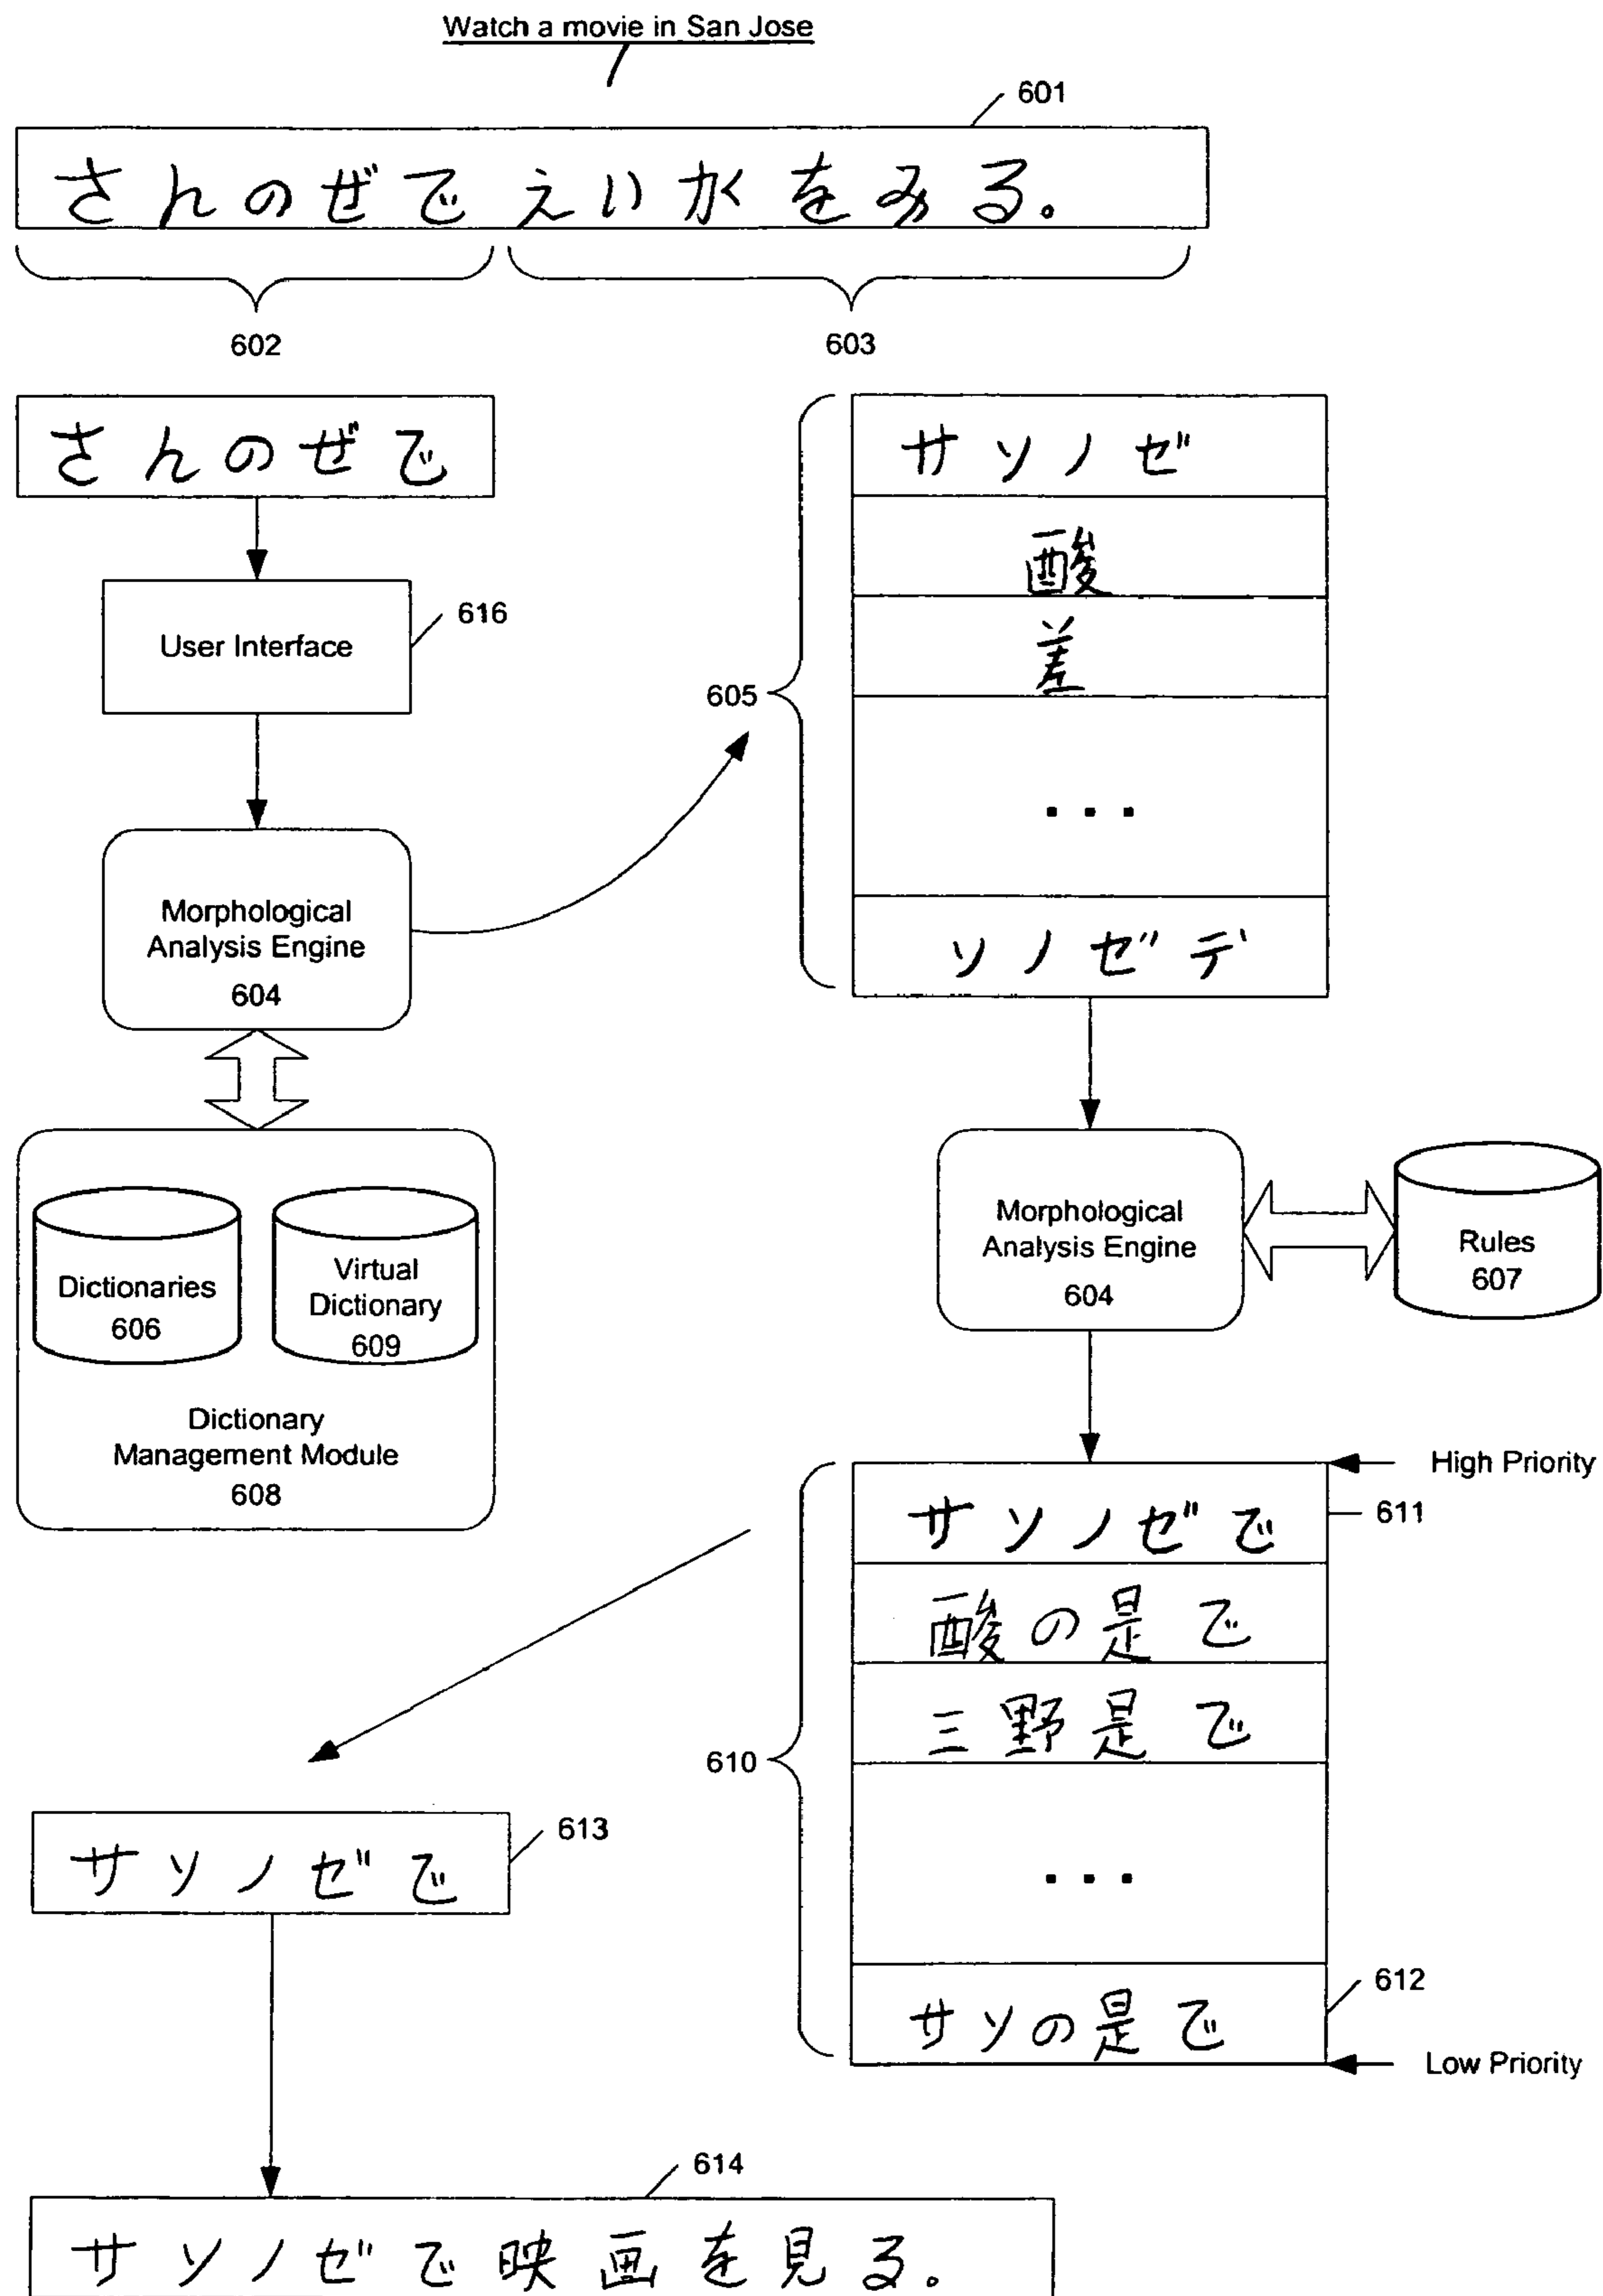 Watch a movie in San Jose
601
さんのぜでえいがをみる。
602
603
さんのぜで
User Interface
616
Morphological
Analysis Engine
604
Dictionaries
606
Virtual
Dictionary
609
Dictionary
Management Module
608
605
サソノゼ
酸
差
...
ソノゼデ
Morphological
Analysis Engine
604
Rules
607
High Priority
610
サソノゼで
611
酸の是で
三野是で
...
サソの是で
612
Low Priority
サソノゼで
613
614
サソノゼで映画を見る。